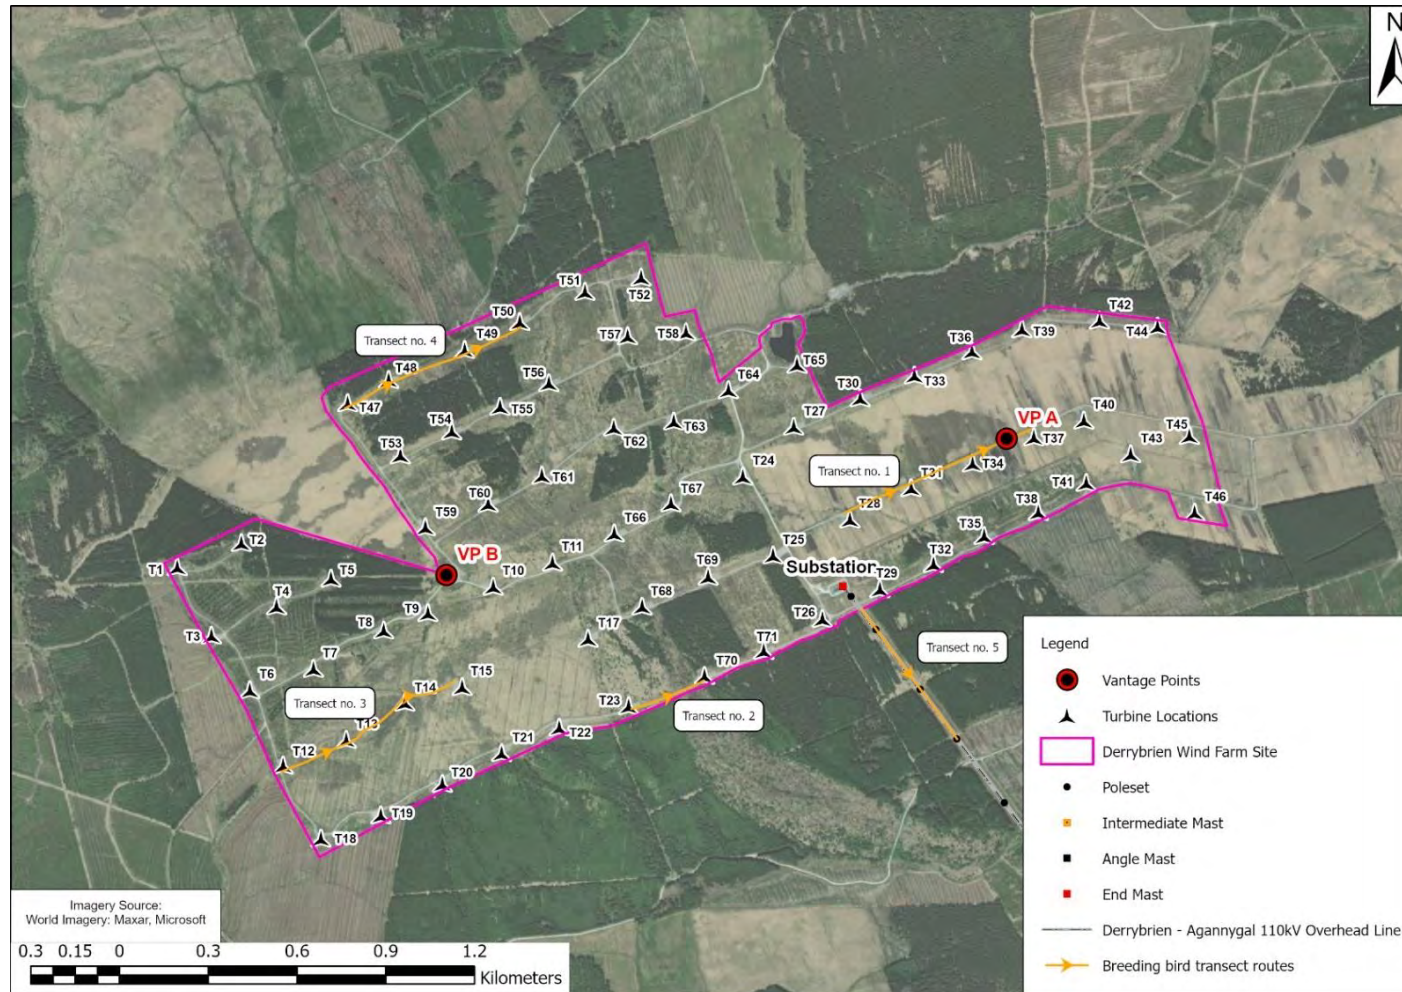 N
T51
T52
T50
T49
T57
T58
T42
T44
T39
T36
Transect no. 4
T48
T65
T33
T47
T56
T64
T30
T55
T40
VP A
T54
T63
T27
T62
T37
T45
T53
T43
T24
Transect no. 1
T31
T34
T61
T41
T67
T60
T28
T38
T46
T59
T66
T35
T2
VP B
T11
T25
T1
T5
T10
T69
Substation
T32
T29
T4
T9
T68
T3
T8
T17
T26
T7
T71
Transect no. 5
T6
T15
T70
T14
Transect no. 3
T23
Transect no. 2
T13
T22
T12
T21
T20
T19
T18
Legend
Vantage Points
Turbine Locations
Derrybrien Wind Farm Site
Poleset
Intermediate Mast
Angle Mast
End Mast
Derrybrien - Agannygal 110kV Overhead Line
Breeding bird transect routes
Imagery Source:
World Imagery: Maxar, Microsoft
0.3 0.15 0 0.3 0.6 0.9 1.2
Kilometers